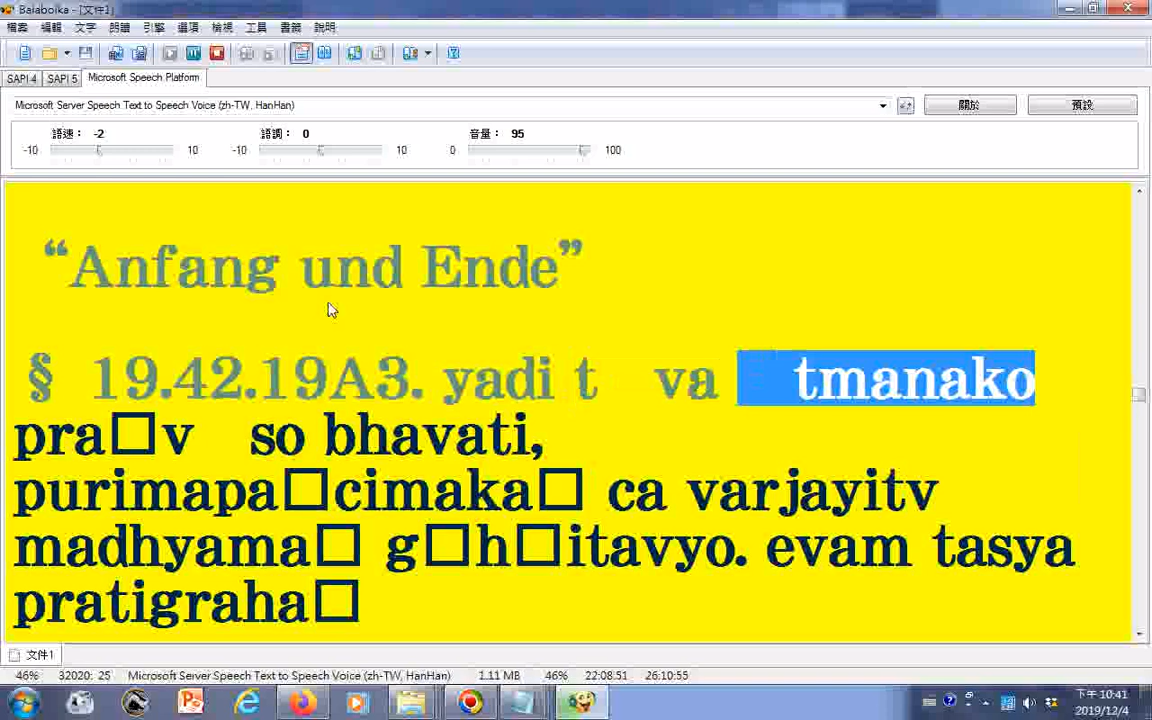 Balabolka - [文件1]
檔案 編輯 文字 朗讀 引擎 選項 檢視 工具 書籤 說明
SAPI 4 SAPI 5 Microsoft Speech Platform
Microsoft Server Speech Text to Speech Voice (zh-TW, HanHan) 關於 預設
語速： -2 語調： 0 音量： 95
-10 10 -10 10 0 100
“Anfang und Ende”
§ 19.42.19A3. yadi t va tmanako
pra□v so bhavati,
purimapa□cimaka□ ca varjayitv
madhyama□ g□h□itavyo. evam tasya
pratigraha□
文件1
46% 32020: 25 Microsoft Server Speech Text to Speech Voice (zh-TW, HanHan) 1.11 MB 46% 22:08:51 26:10:55
下午 10:41
2019/12/4